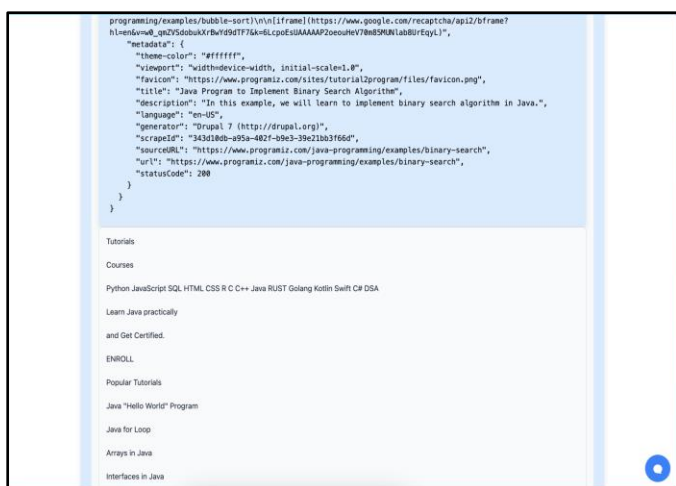 programming/examples/bubble-sort)\n\n[iframe](https://www.google.com/recaptcha/api2/bframe?
"metadata": {
"theme-color": "#ffffff",
"viewport": "width=device-width, initial-scale=1.0",
"favicon": "https://www.programiz.com/sites/tutorial2program/files/favicon.png",
"title": "Java Program to Implement Binary Search Algorithm",
"description": "In this example, we will learn to implement binary search algorithm in Java.",
"language": "en-US",
"generator": "Drupal 7 (http://drupal.org)",
"scrapeId": "343d10db-a95a-402f-b9e3-39e21bb3f66d",
"sourceURL": "https://www.programiz.com/java-programming/examples/binary-search",
"url": "https://www.programiz.com/java-programming/examples/binary-search",
"statusCode": 200
}
}
}
Tutorials
Courses
Python JavaScript SQL HTML CSS R C C++ Java RUST Golang Kotlin Swift C# DSA
Learn Java practically
and Get Certified.
ENROLL
Popular Tutorials
Java "Hello World" Program
Java for Loop
Arrays in Java
Interfaces in Java